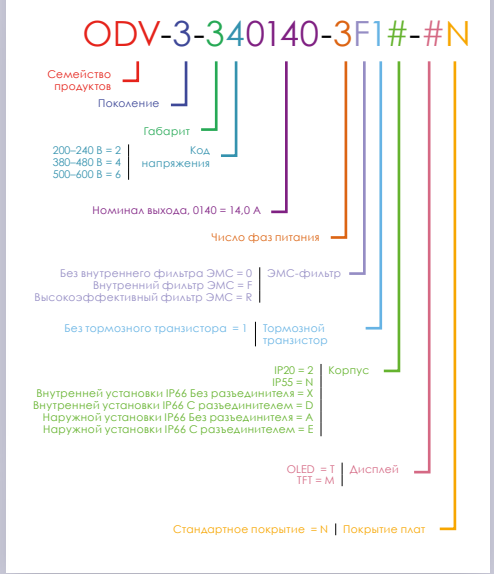 ODV-3-340140-3F1#-#N
Семейство
продуктов
Поколение
Габарит
200–240 В = 2
380–480 В = 4
500–600 В = 6
Код
напряжения
Номинал выхода, 0140 = 14,0 А
Число фаз питания
Без внутреннего фильтра ЭМС = 0
Внутренний фильтр ЭМС = F
Высокоэффективный фильтр ЭМС = R
ЭМС-фильтр
Без тормозного транзистора = 1
Тормозной
транзистор
IP20 = 2
IP55 = N
Внутренней установки IP66 Без разъединителя = X
Внутренней установки IP66 С разъединителем = D
Наружной установки IP66 Без разъединителя = A
Наружной установки IP66 С разъединителем = E
Корпус
OLED = T
TFT = M
Дисплей
Стандартное покрытие = N
Покрытие плат